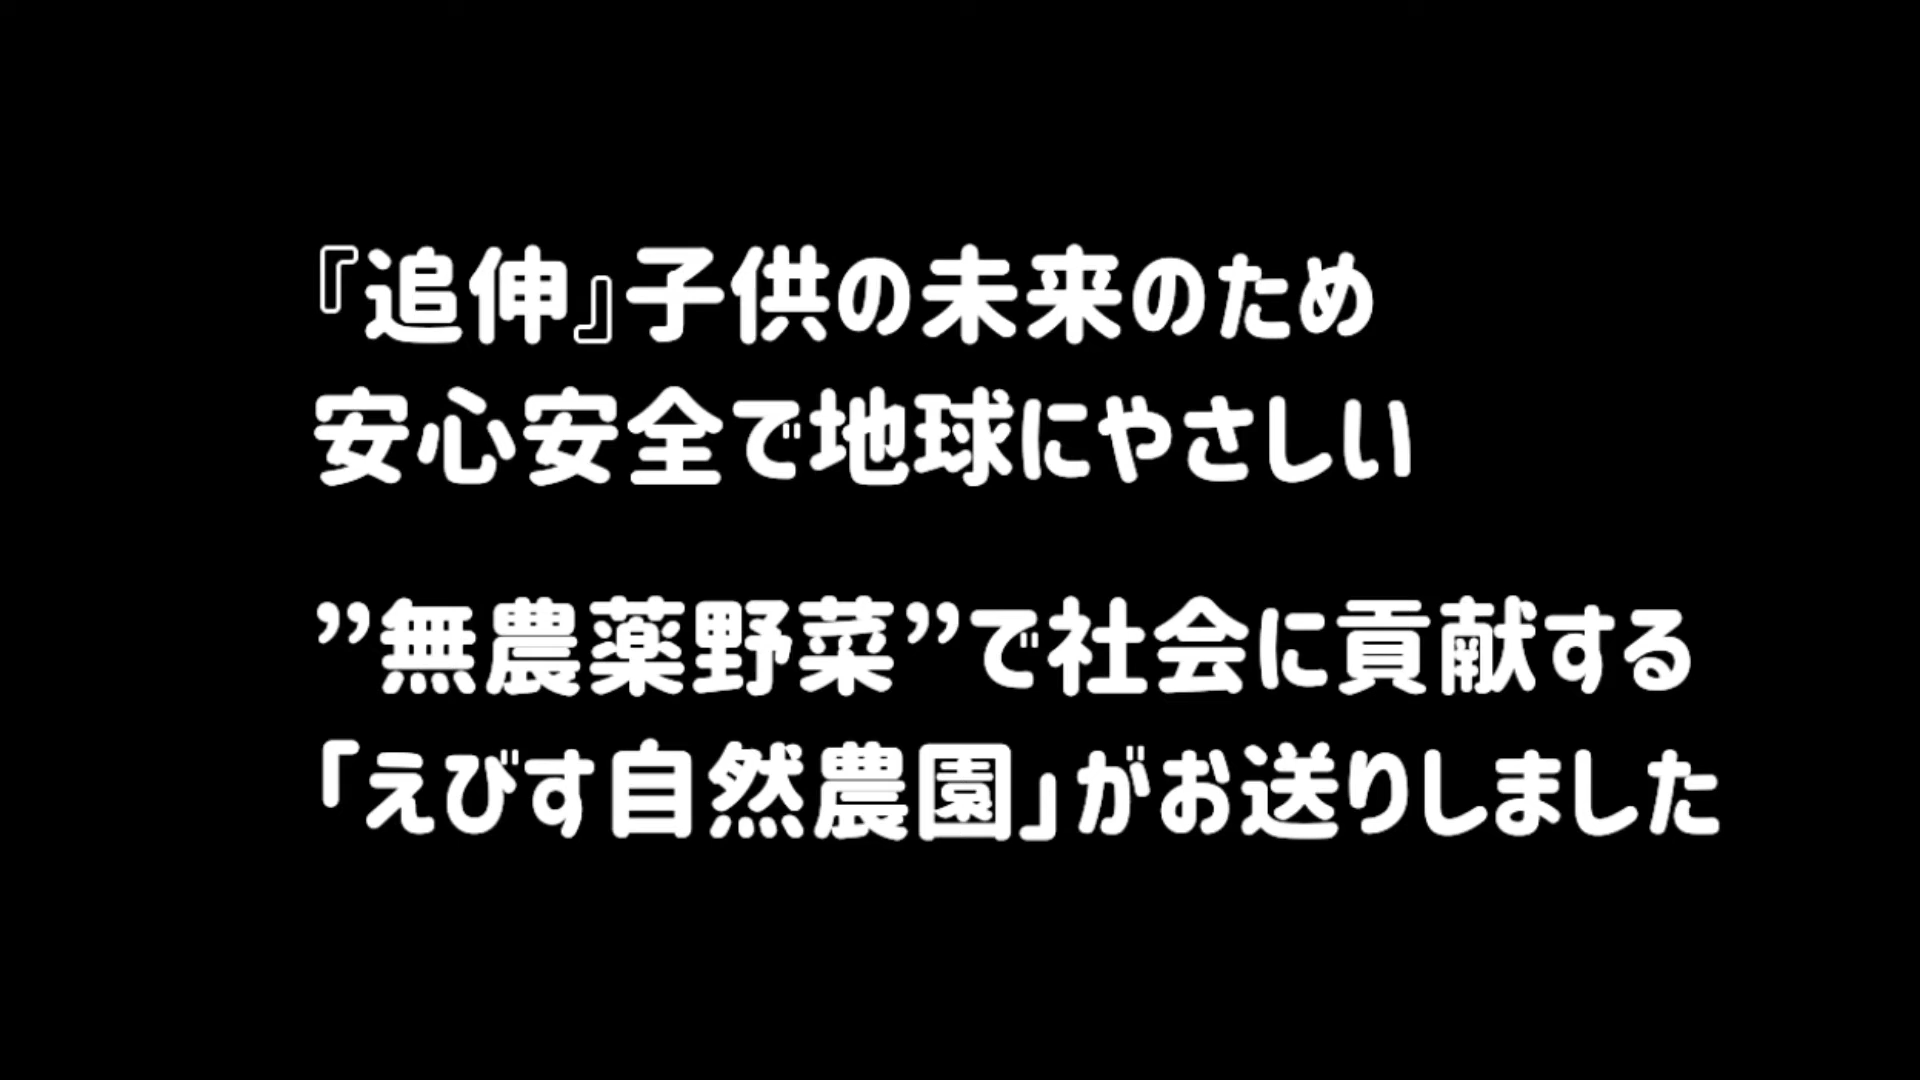 『追伸』子供の未来のため
安心安全で地球にやさしい
”無農薬野菜”で社会に貢献する
「えびす自然農園」がお送りしました